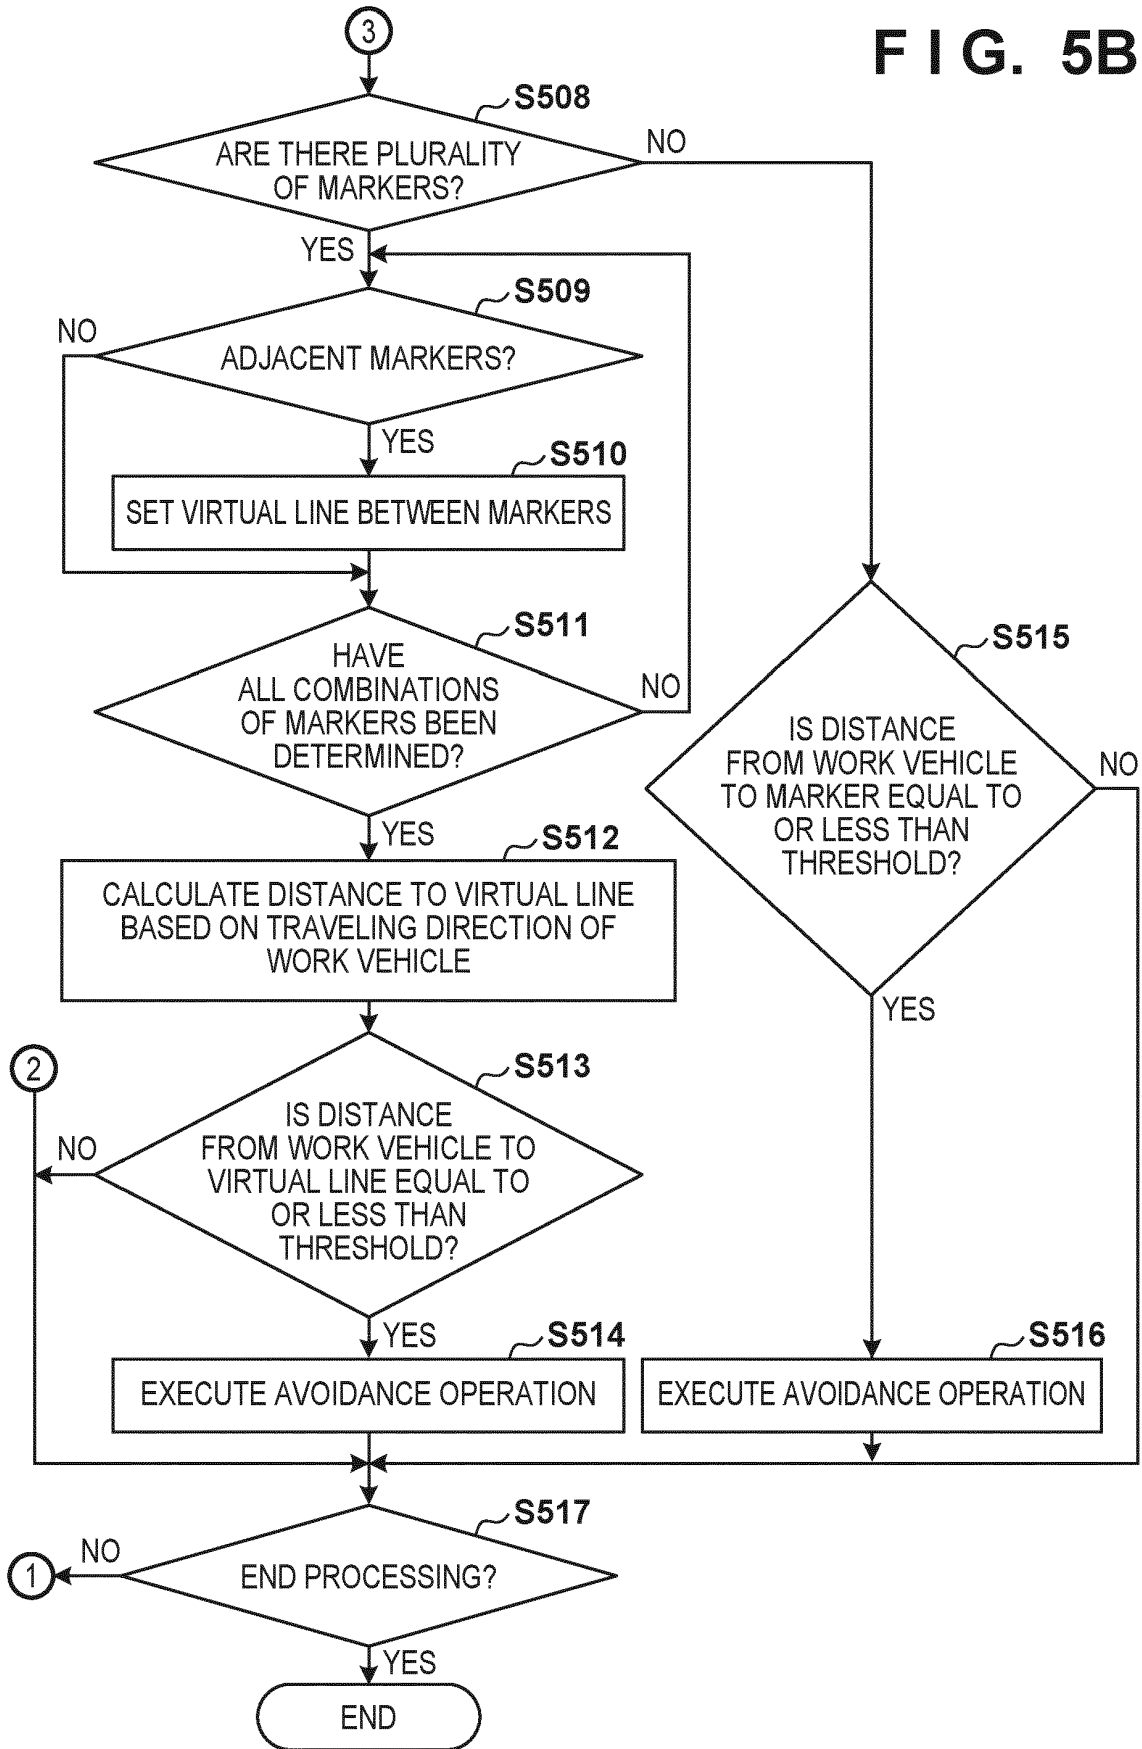 3
F I G. 5B
S508
ARE THERE PLURALITY
OF MARKERS?
NO
YES
S509
NO
ADJACENT MARKERS?
YES
S510
SET VIRTUAL LINE BETWEEN MARKERS
S511
HAVE
ALL COMBINATIONS
OF MARKERS BEEN
DETERMINED?
NO
YES
S512
CALCULATE DISTANCE TO VIRTUAL LINE
BASED ON TRAVELING DIRECTION OF
WORK VEHICLE
S515
IS DISTANCE
FROM WORK VEHICLE
TO MARKER EQUAL TO
OR LESS THAN
THRESHOLD?
NO
YES
2
S513
NO
IS DISTANCE
FROM WORK VEHICLE TO
VIRTUAL LINE EQUAL TO
OR LESS THAN
THRESHOLD?
YES
S514
EXECUTE AVOIDANCE OPERATION
S516
EXECUTE AVOIDANCE OPERATION
S517
1
NO
END PROCESSING?
YES
END